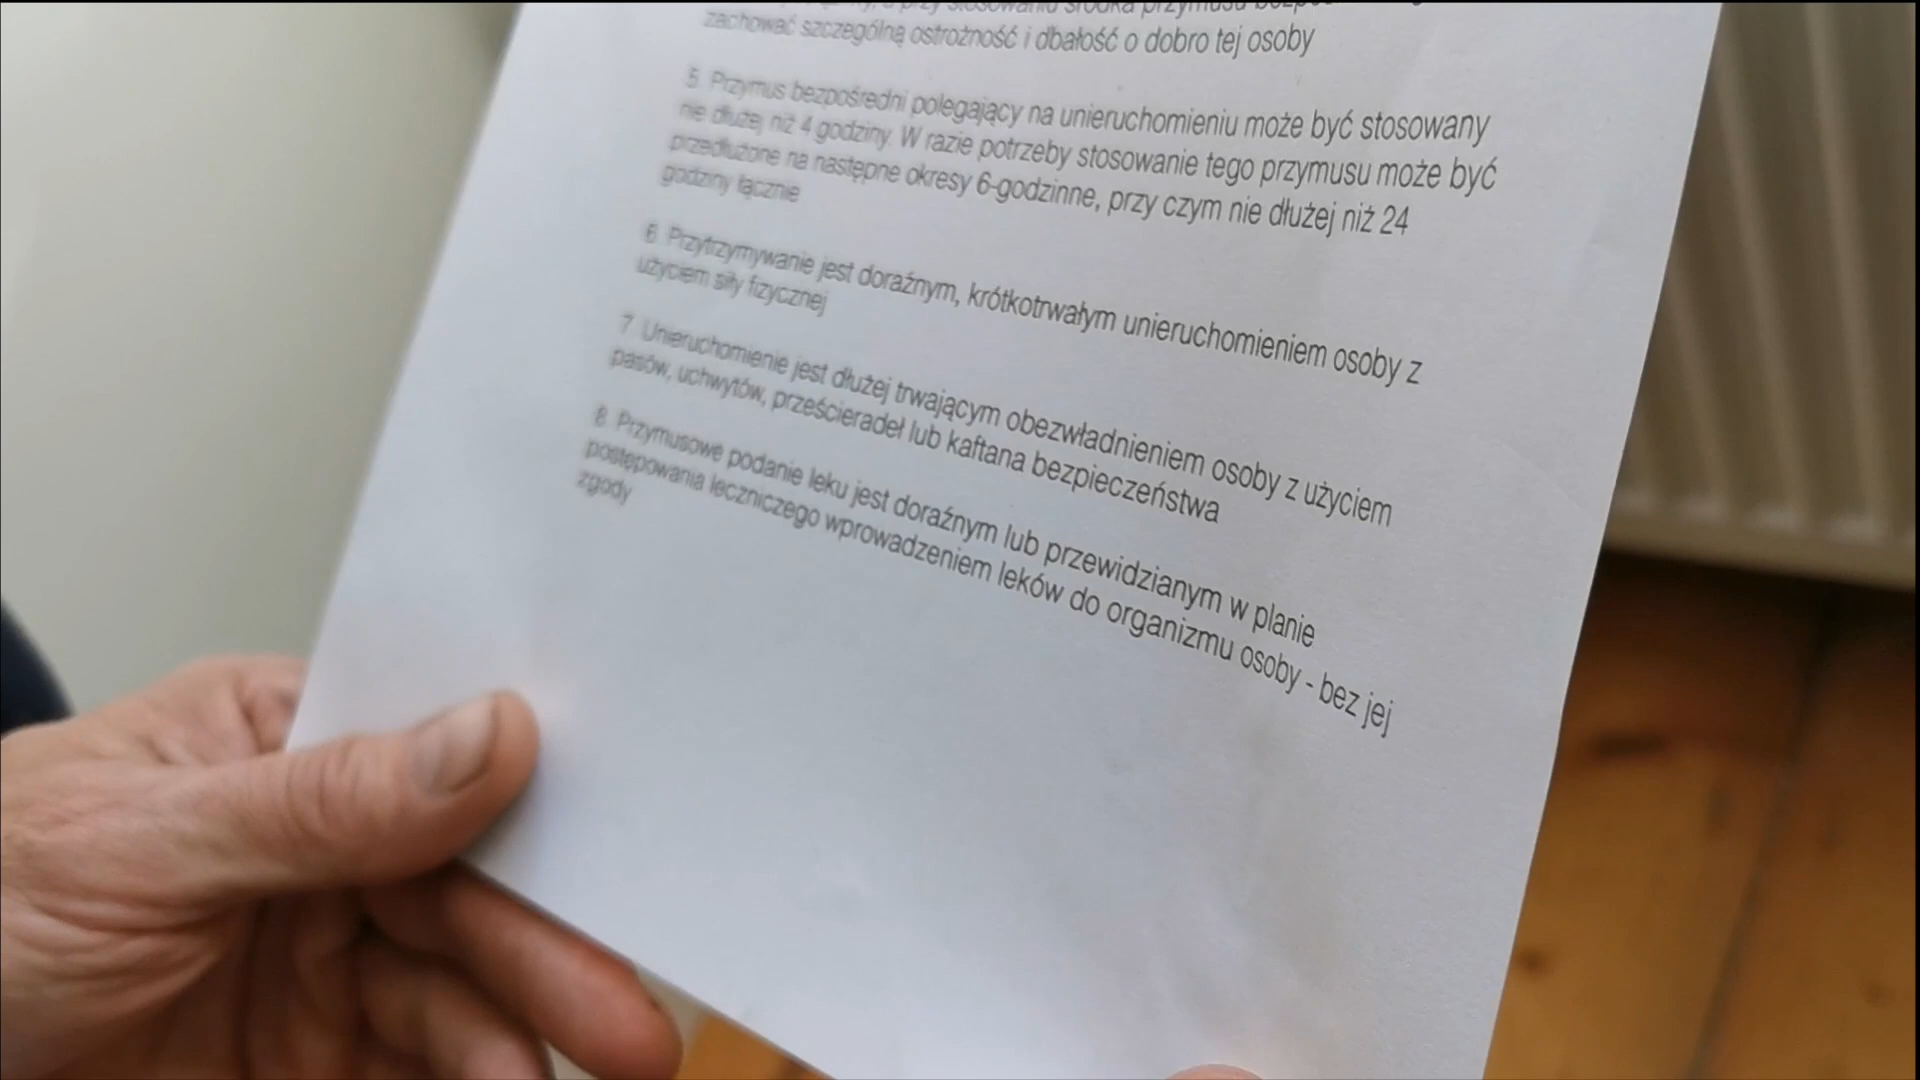 przy stosowaniu środka przymusu
zachować szczególną ostrożność i dbałość o dobro tej osoby
5. Przymus bezpośredni polegający na unieruchomieniu może być stosowany
nie dłużej niż 4 godziny. W razie potrzeby stosowanie tego przymusu może być
przedłużone na następne okresy 6-godzinne, przy czym nie dłużej niż 24
godziny łącznie
6. Przytrzymywanie jest doraźnym, krótkotrwałym unieruchomieniem osoby z
użyciem siły fizycznej
7. Unieruchomienie jest dłużej trwającym obezwładnieniem osoby z użyciem
pasów, uchwytów, prześcieradeł lub kaftana bezpieczeństwa
8. Przymusowe podanie leku jest doraźnym lub przewidzianym w planie
postępowania leczniczego wprowadzeniem leków do organizmu osoby - bez jej
zgody